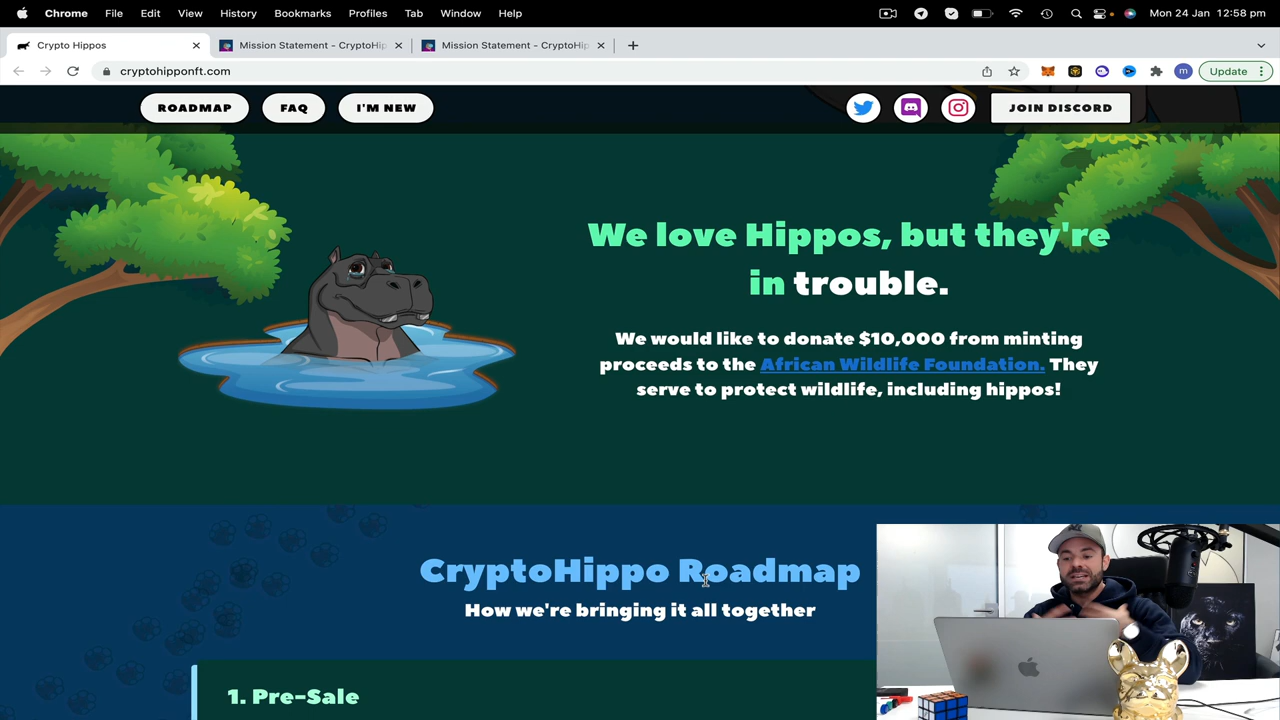 Chrome File Edit View History Bookmarks Profiles Tab Window Help Mon 24 Jan 12:58 pm
Crypto Hippos Mission Statement - CryptoHip Mission Statement - CryptoHip
cryptohipponft.com m Update
ROADMAP FAQ I'M NEW JOIN DISCORD
We love Hippos, but they're
in trouble.
We would like to donate $10,000 from minting
proceeds to the African Wildlife Foundation. They
serve to protect wildlife, including hippos!
CryptoHippo Roadmap
How we're bringing it all together
1. Pre-Sale